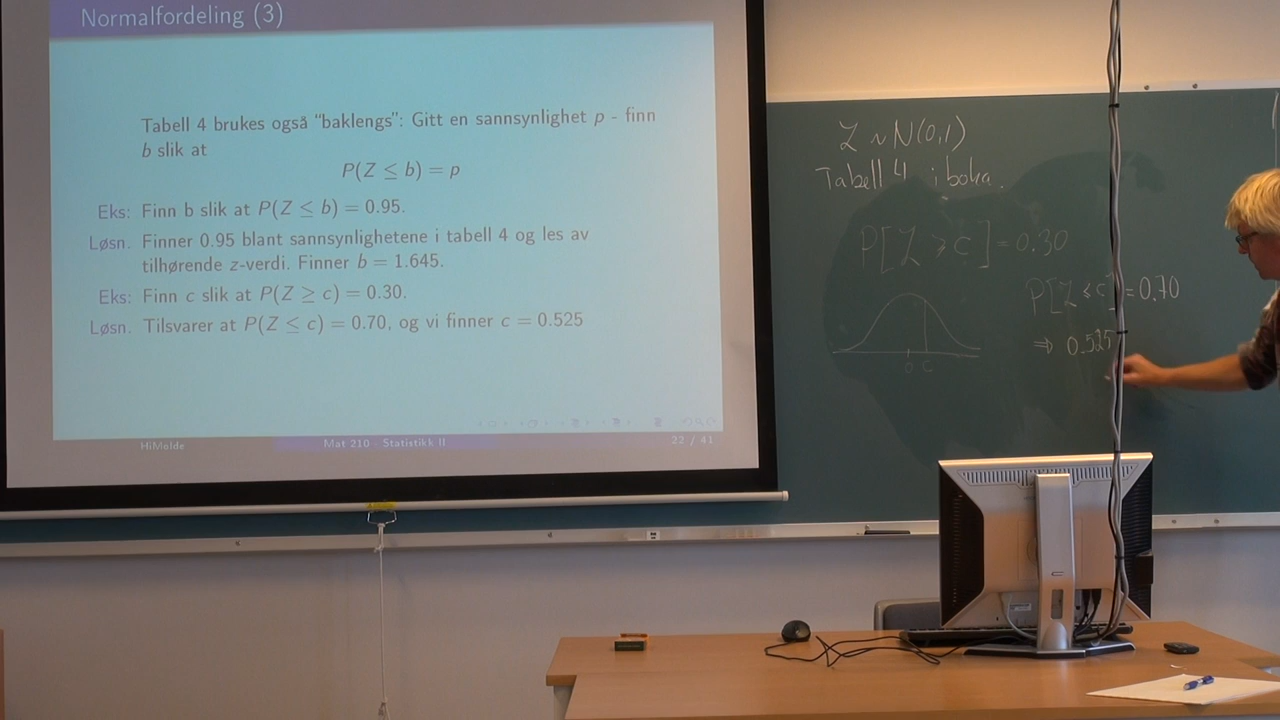 Normalfordeling (3)
Tabell 4 brukes også “baklengs”: Gitt en sannsynlighet p - finn
b slik at
P(Z ≤ b) = p
Eks: Finn b slik at P(Z ≤ b) = 0.95.
Løsn. Finner 0.95 blant sannsynlighetene i tabell 4 og les av
tilhørende z-verdi. Finner b = 1.645.
Eks: Finn c slik at P(Z ≥ c) = 0.30.
Løsn. Tilsvarer at P(Z ≤ c) = 0.70, og vi finner c = 0.525
HiMolde Mat 210 - Statistikk II 22 / 41
Z ~ N(0,1)
Tabell 4 i boka.
P[Z ≥ c] = 0.30
P[Z ≤ c] = 0.70
⇒ 0.525
0 c